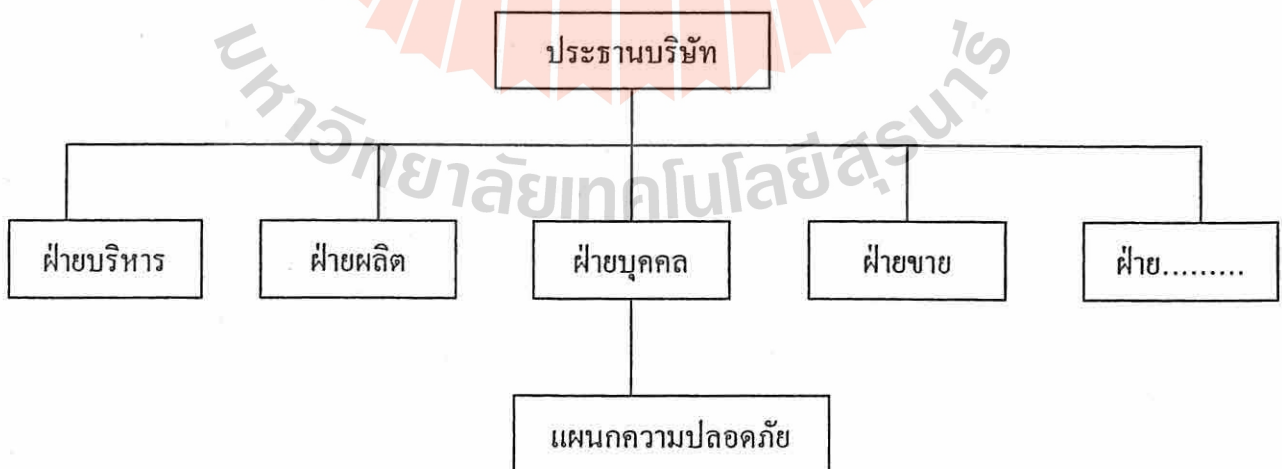 ประธานบริษัท
มหาวิทยาลัยเทคโนโลยีสุรนารี
ฝ่ายบริหาร
ฝ่ายผลิต
ฝ่ายบุคคล
ฝ่ายขาย
ฝ่าย.........
แผนกความปลอดภัย